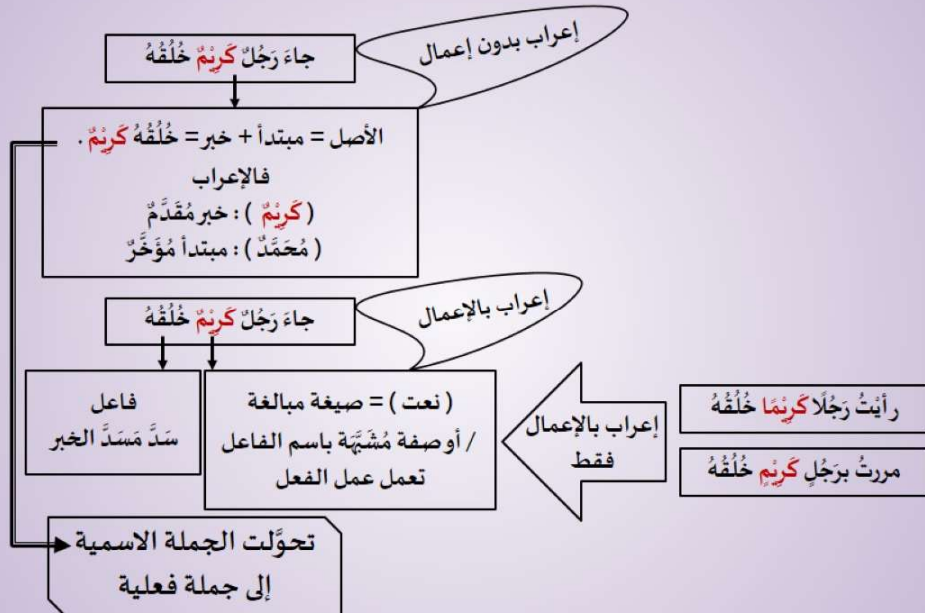 إعراب بدون إعمال
جاءَ رَجُلٌ كَرِيْمٌ خُلُقُهُ
الأصل = مبتدأ + خبر = خُلُقُهُ كَرِيْمٌ .
فالإعراب
( كَرِيْمٌ ) : خبر مُقَدَّمٌ
( مُحَمَّدٌ ) : مبتدأ مُؤَخَّرٌ
إعراب بالإعمال
جاءَ رَجُلٌ كَرِيْمٌ خُلُقُهُ
( نعت ) = صيغة مبالغة
/ أو صفة مُشَبَّهَة باسم الفاعل
تعمل عمل الفعل
فاعل
سَدَّ مَسَدَّ الخبر
رأيْتُ رَجُلًا كَرِيْمًا خُلُقُهُ
مررتُ برَجُلٍ كَرِيْمٍ خُلُقُهُ
إعراب بالإعمال
فقط
تحوَّلت الجملة الاسمية
إلى جملة فعلية